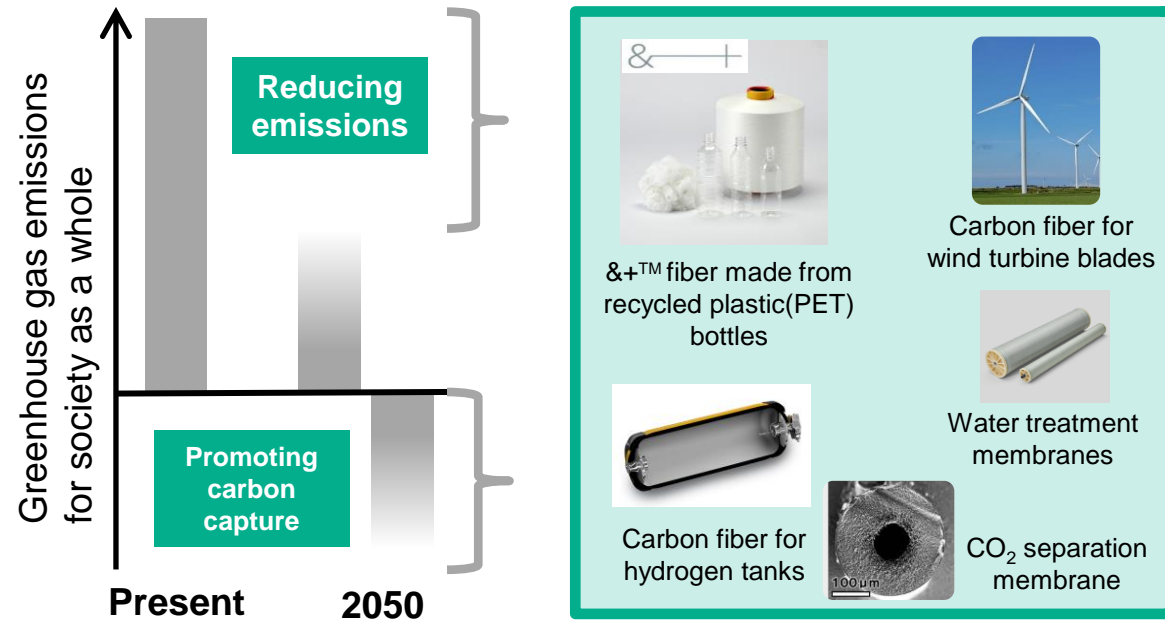 Greenhouse gas emissions
for society as a whole
Reducing
emissions
Promoting
carbon
capture
Present
2050
&+
&+™ fiber made from
recycled plastic(PET)
bottles
Carbon fiber for
wind turbine blades
Water treatment
membranes
Carbon fiber for
hydrogen tanks
100μm
CO₂ separation
membrane